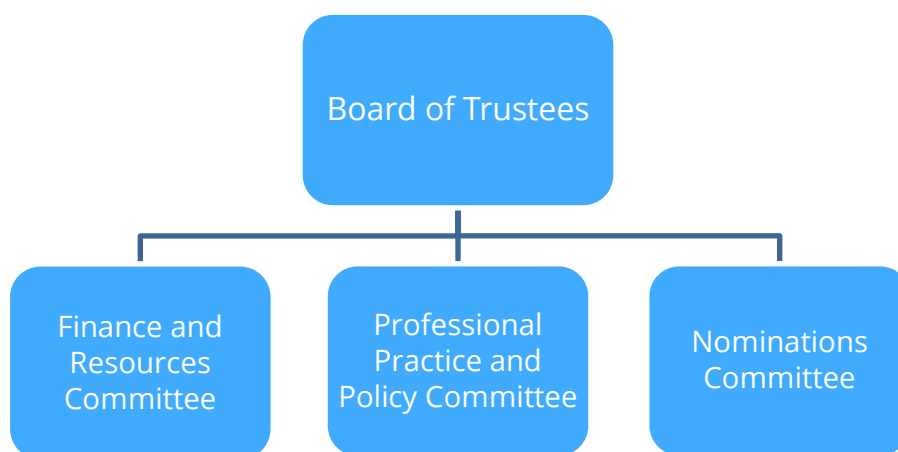 Board of Trustees
Finance and
Resources
Committee
Professional
Practice and
Policy Committee
Nominations
Committee